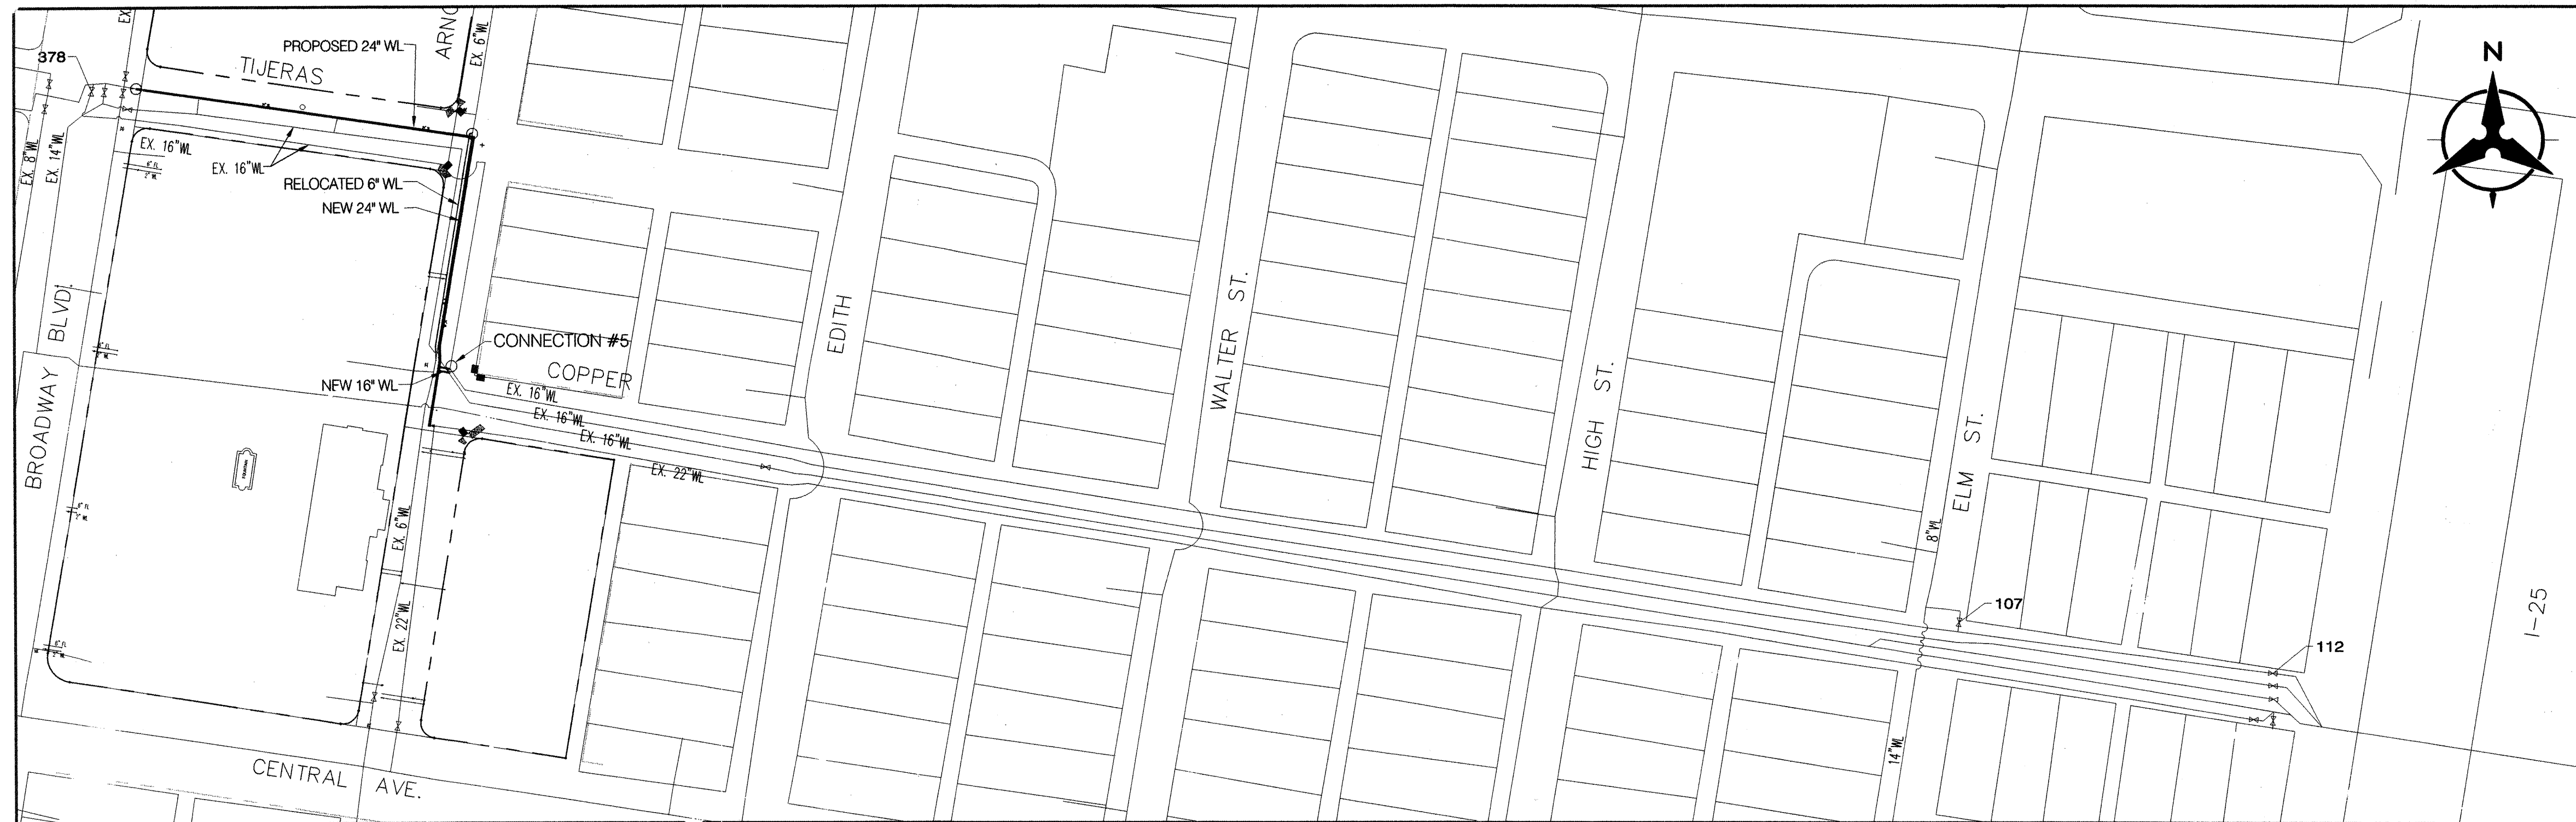 EX.
ARNO
EX. 6"WL
PROPOSED 24" WL
378
TIJERAS
N
EX. 8"WL
EX. 14"WL
EX. 16"WL
EX. 16"WL
RELOCATED 6" WL
NEW 24" WL
BROADWAY BLVD.
EDITH
WALTER ST.
HIGH ST.
ELM ST.
CONNECTION #5
COPPER
NEW 16" WL
EX. 16"WL
EX. 16"WL
EX. 16"WL
EX. 22"WL
EX. 6"WL
8"WL
107
112
I-25
EX. 22"WL
14"WL
CENTRAL AVE.